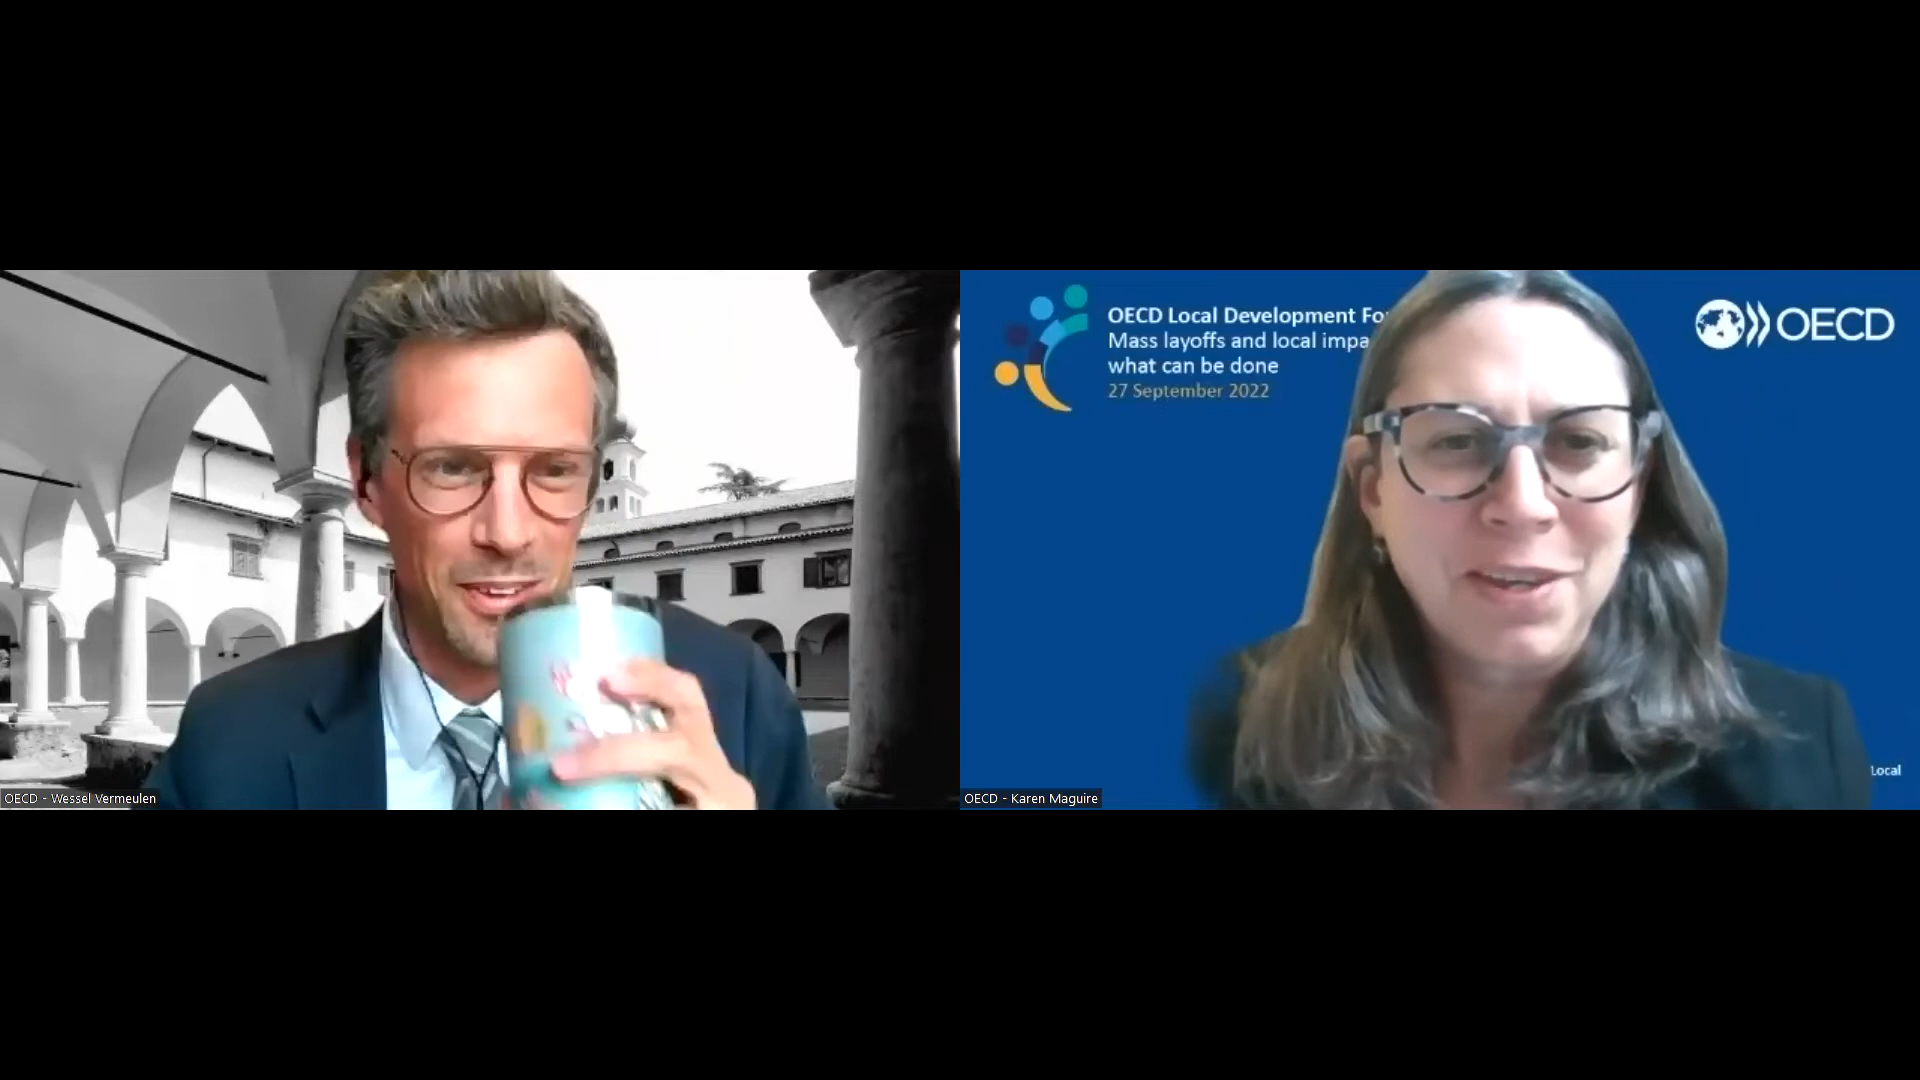 OECD Local Development Fo
Mass layoffs and local impa
what can be done
27 September 2022
OECD
Local
OECD - Wessel Vermeulen
OECD - Karen Maguire